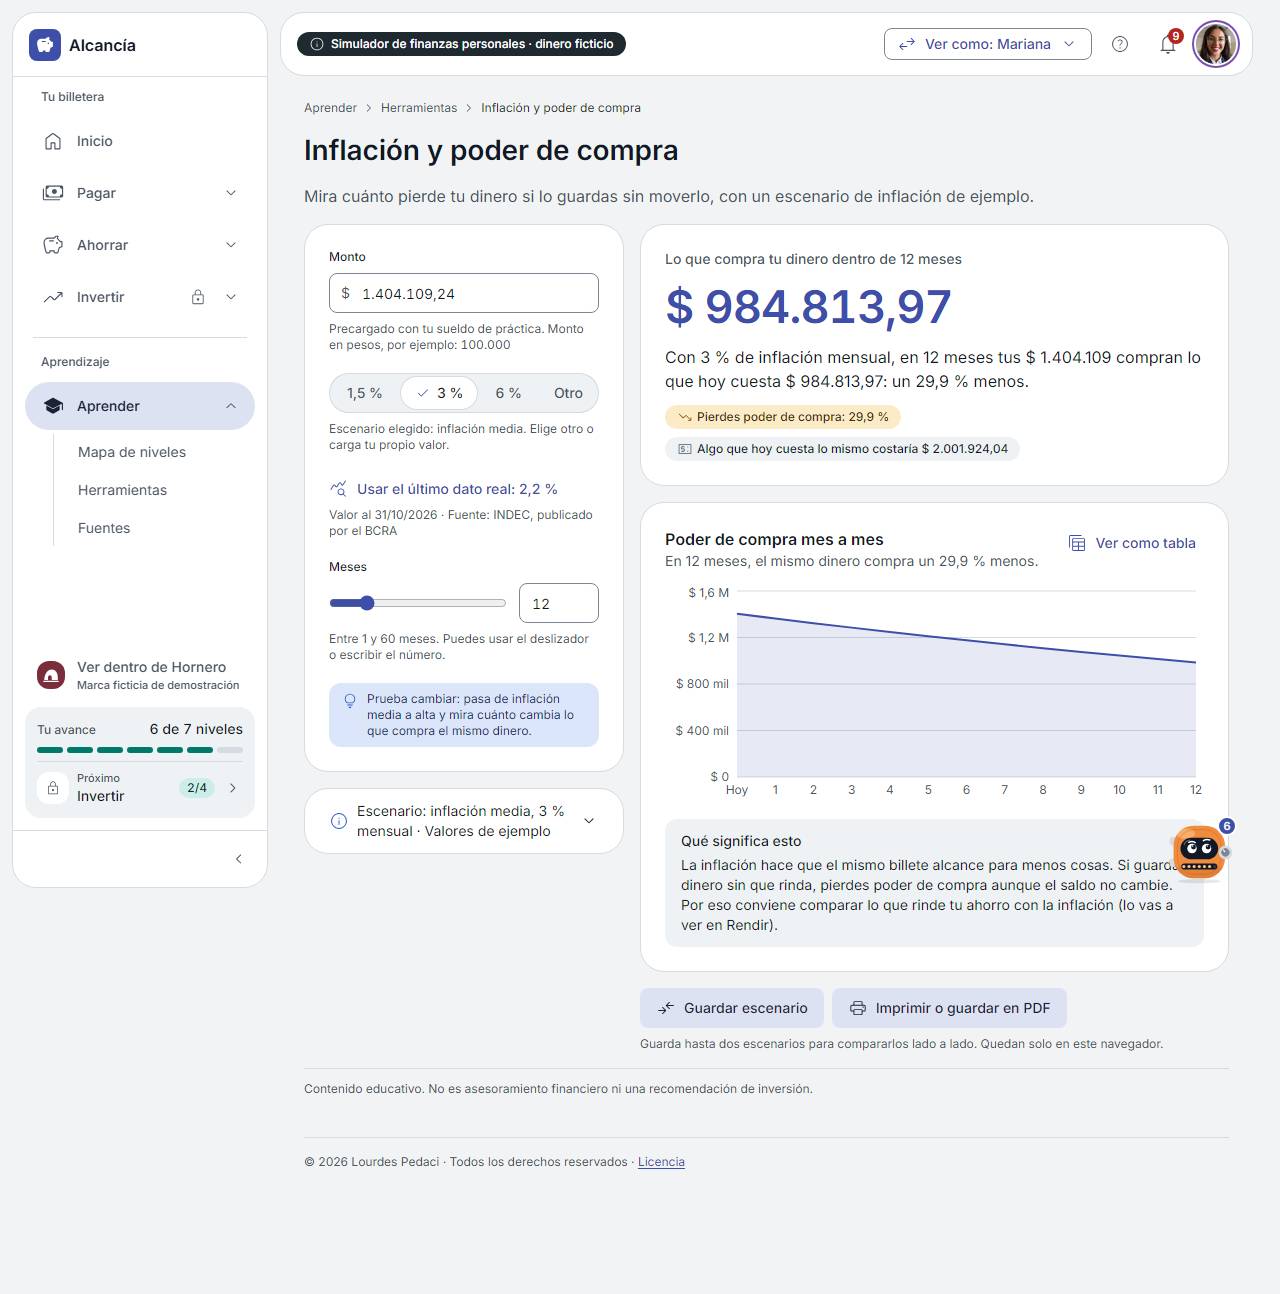 Alcancía
Tu billetera
Inicio
Pagar
Ahorrar
Invertir
Aprendizaje
Aprender
Mapa de niveles
Herramientas
Fuentes
Ver dentro de Hornero
Marca ficticia de demostración
Tu avance
6 de 7 niveles
Próximo
Invertir
2/4
Simulador de finanzas personales · dinero ficticio
Ver como: Mariana
9
Aprender
Herramientas
Inflación y poder de compra
Inflación y poder de compra
Mira cuánto pierde tu dinero si lo guardas sin moverlo, con un escenario de inflación de ejemplo.
Monto
$ 1.404.109,24
Precargado con tu sueldo de práctica. Monto
en pesos, por ejemplo: 100.000
1,5 %
3 %
6 %
Otro
Escenario elegido: inflación media. Elige otro o
carga tu propio valor.
Usar el último dato real: 2,2 %
Valor al 31/10/2026 · Fuente: INDEC, publicado
por el BCRA
Meses
12
Entre 1 y 60 meses. Puedes usar el deslizador
o escribir el número.
Prueba cambiar: pasa de inflación
media a alta y mira cuánto cambia lo
que compra el mismo dinero.
Escenario: inflación media, 3 %
mensual · Valores de ejemplo
Lo que compra tu dinero dentro de 12 meses
$ 984.813,97
Con 3 % de inflación mensual, en 12 meses tus $ 1.404.109 compran lo
que hoy cuesta $ 984.813,97: un 29,9 % menos.
Pierdes poder de compra: 29,9 %
Algo que hoy cuesta lo mismo costaría $ 2.001.924,04
Poder de compra mes a mes
En 12 meses, el mismo dinero compra un 29,9 % menos.
Ver como tabla
$ 1,6 M
$ 1,2 M
$ 800 mil
$ 400 mil
$ 0
Hoy 1 2 3 4 5 6 7 8 9 10 11 12
Qué significa esto
La inflación hace que el mismo billete alcance para menos cosas. Si guarda
dinero sin que rinda, pierdes poder de compra aunque el saldo no cambie.
Por eso conviene comparar lo que rinde tu ahorro con la inflación (lo vas a
ver en Rendir).
6
Guardar escenario
Imprimir o guardar en PDF
Guarda hasta dos escenarios para compararlos lado a lado. Quedan solo en este navegador.
Contenido educativo. No es asesoramiento financiero ni una recomendación de inversión.
© 2026 Lourdes Pedaci · Todos los derechos reservados · Licencia